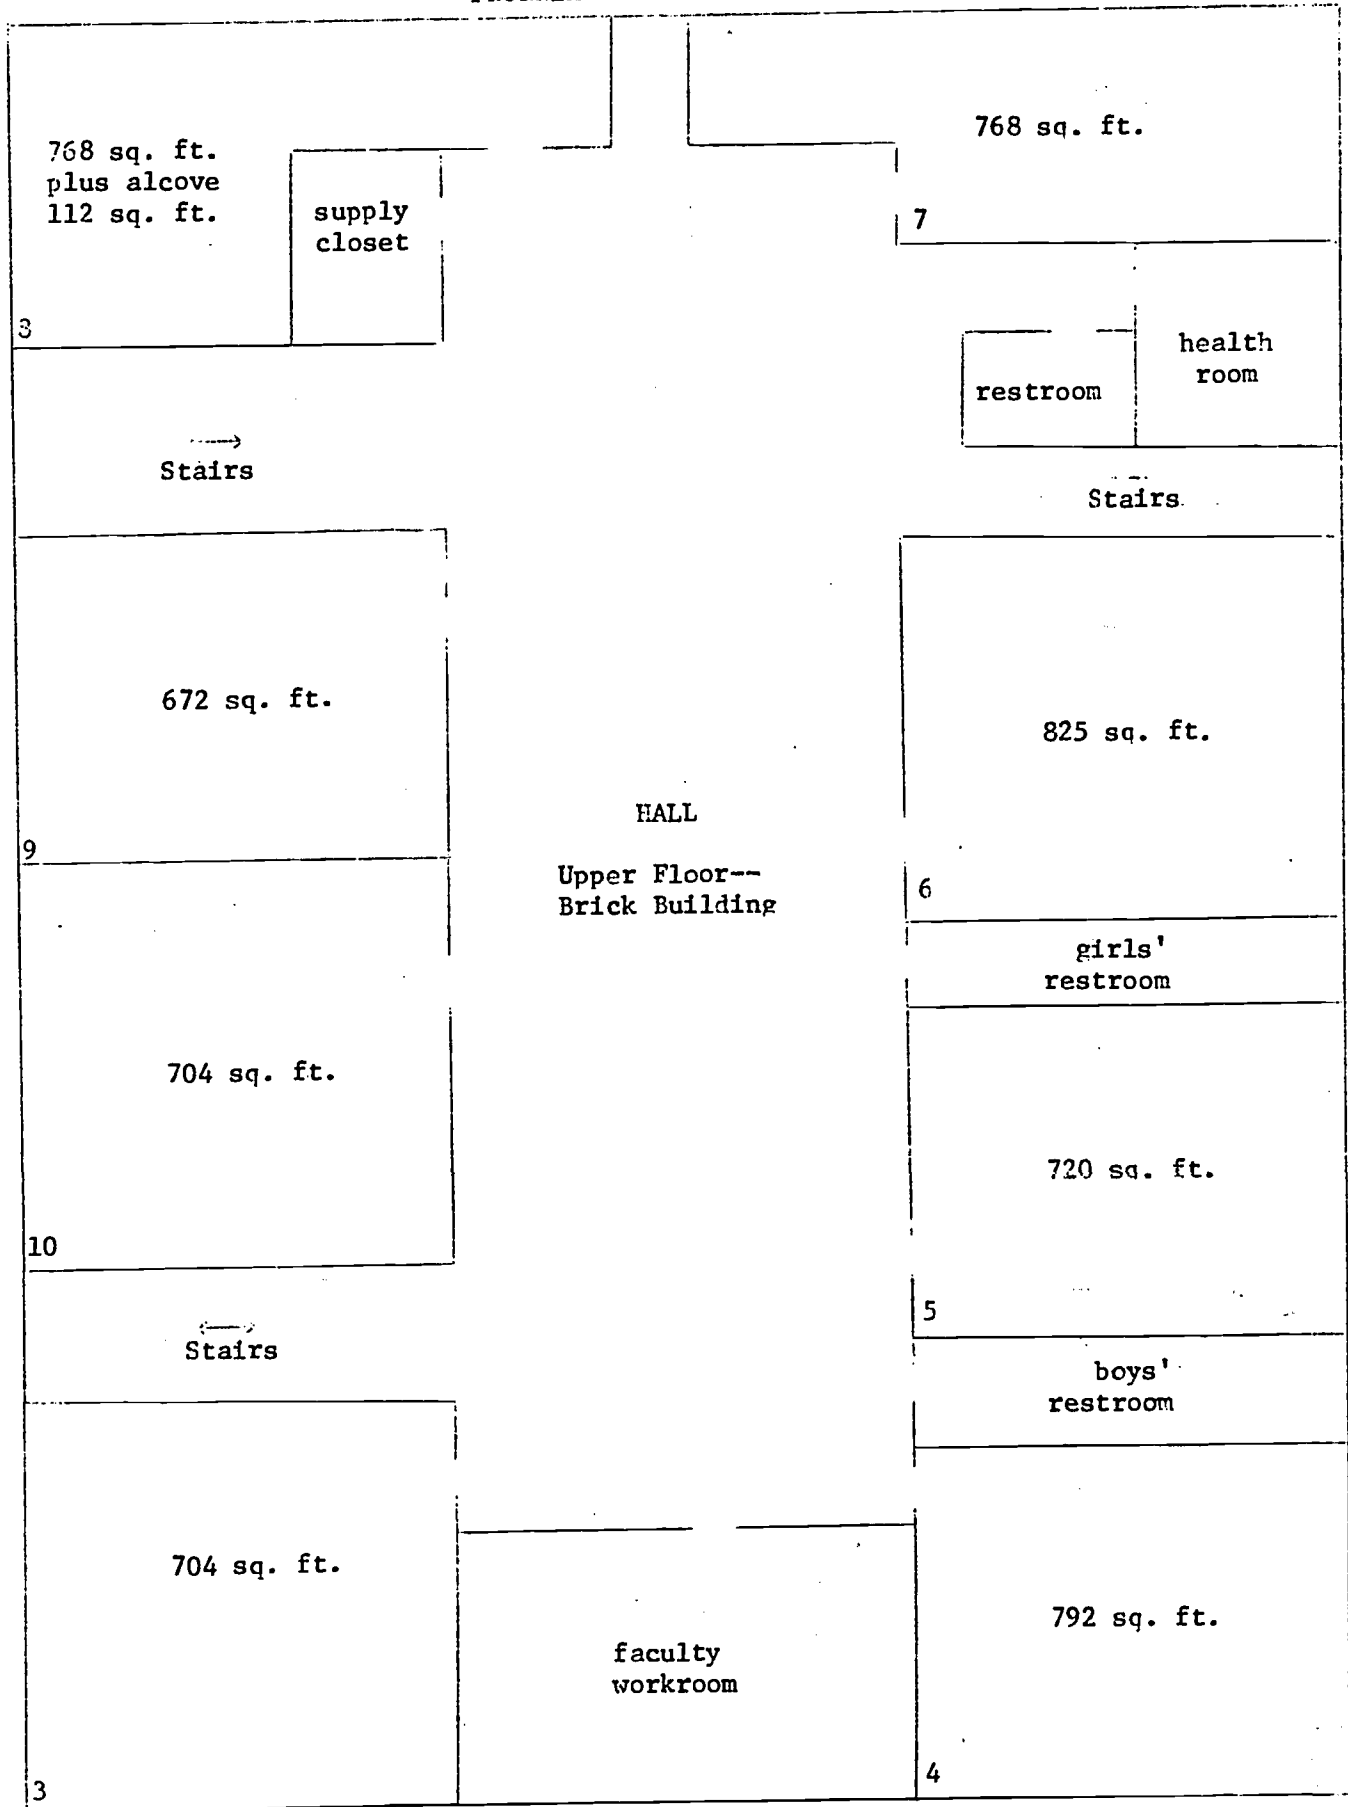 768 sq. ft.
plus alcove
112 sq. ft.
supply
closet
768 sq. ft.
7
8
restroom
health
room
Stairs
Stairs
672 sq. ft.
825 sq. ft.
HALL
9
Upper Floor--
Brick Building
6
girls'
restroom
704 sq. ft.
720 sq. ft.
10
5
Stairs
boys'
restroom
704 sq. ft.
792 sq. ft.
faculty
workroom
3
4